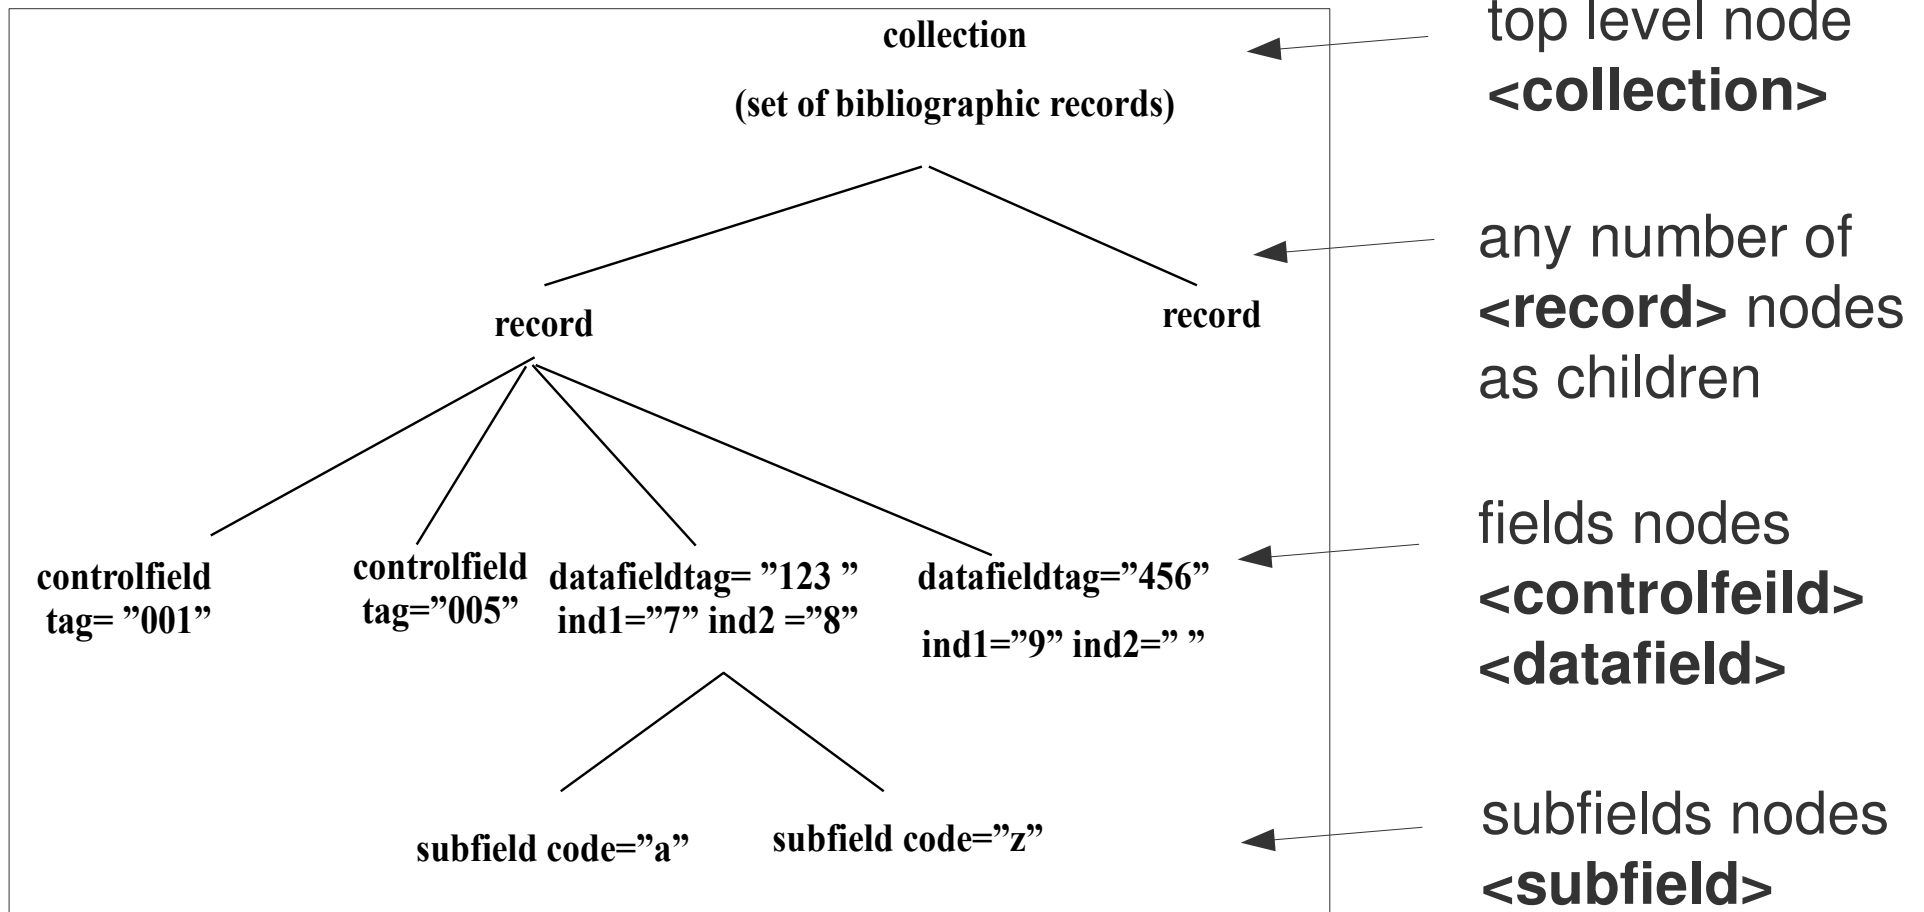 collection
(set of bibliographic records)
top level node
<collection>
record
record
any number of
<record> nodes
as children
controlfield
tag= ”001”
controlfield
tag=”005”
datafieldtag= ”123 ”
ind1=”7” ind2 =”8”
datafieldtag=”456”
ind1=”9” ind2=” ”
fields nodes
<controlfeild>
<datafield>
subfield code=”a”
subfield code=”z”
subfields nodes
<subfield>